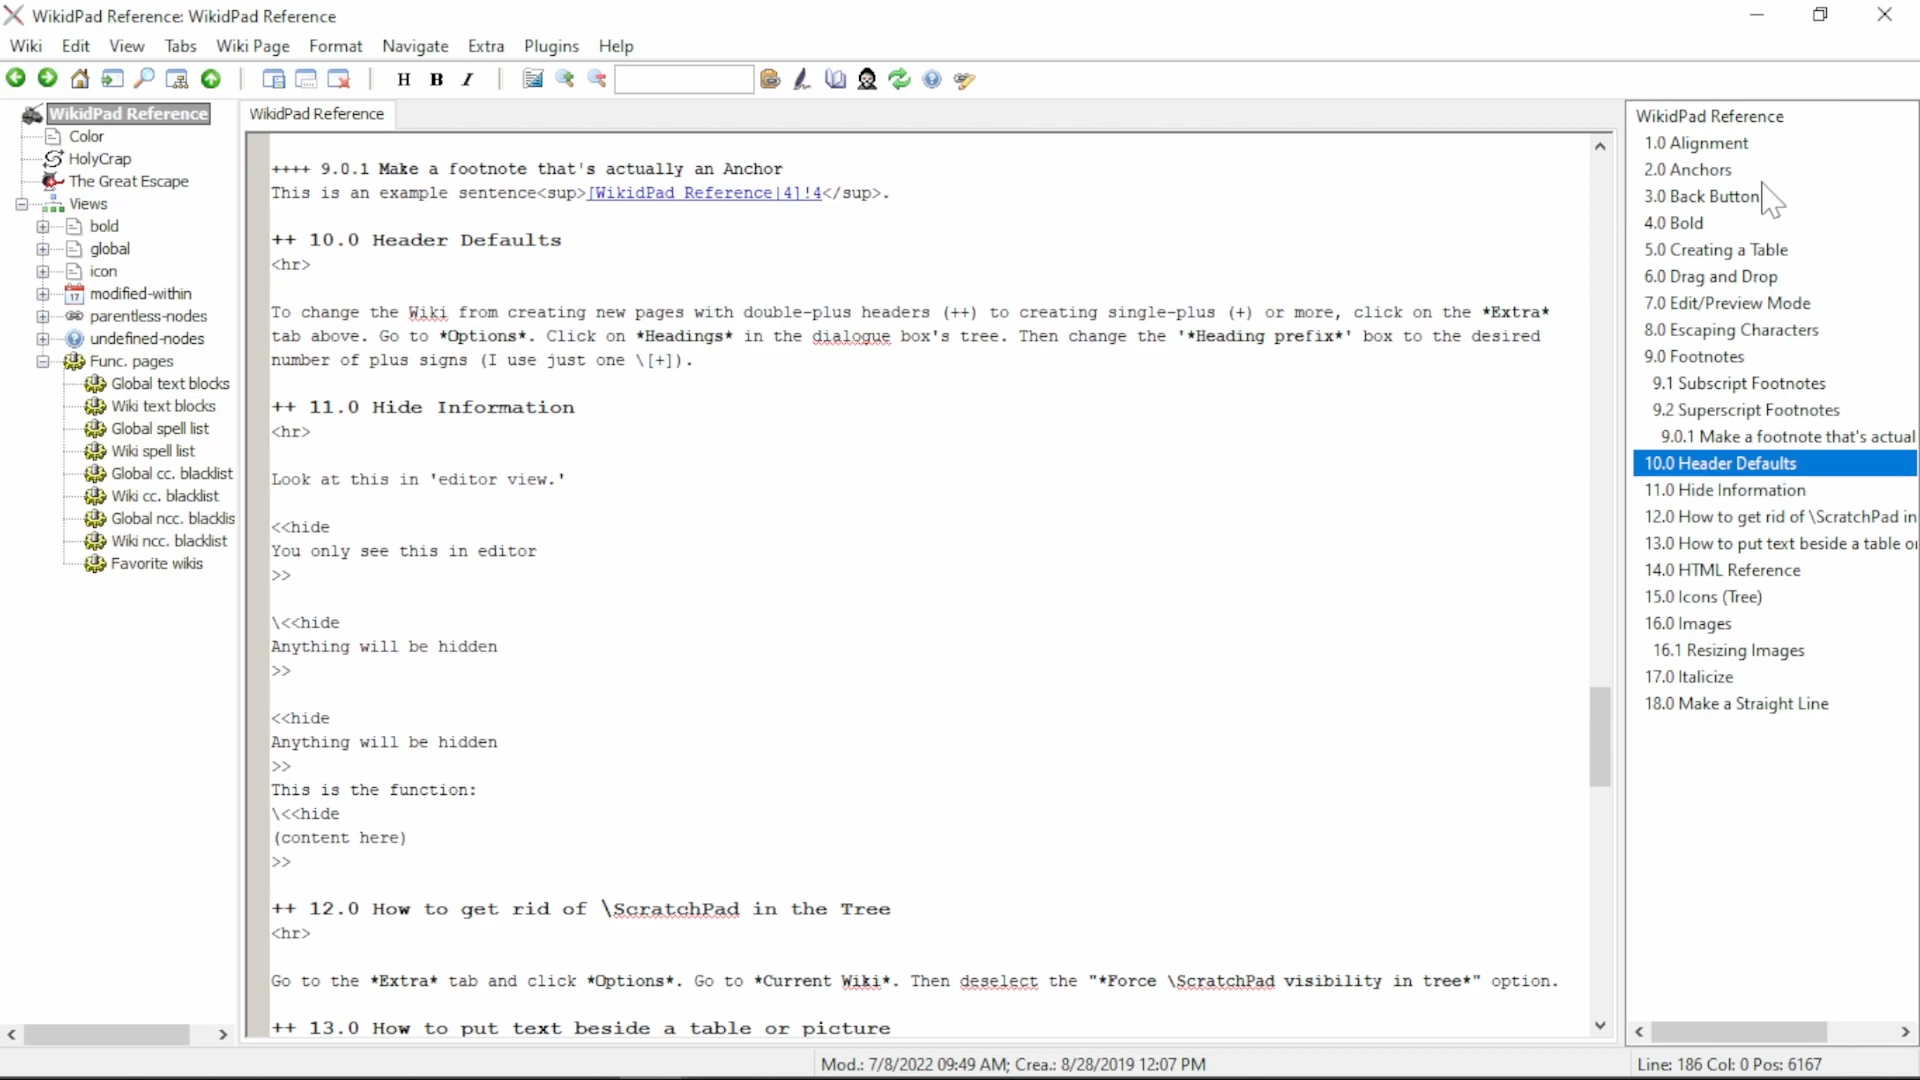 WikidPad Reference: WikidPad Reference
Wiki Edit View Tabs Wiki Page Format Navigate Extra Plugins Help
H B I
WikidPad Reference
Color
HolyCrap
The Great Escape
Views
bold
global
icon
17 modified-within
parentless-nodes
undefined-nodes
Func. pages
Global text blocks
Wiki text blocks
Global spell list
Wiki spell list
Global cc. blacklist
Wiki cc. blacklist
Global ncc. blacklis
Wiki ncc. blacklist
Favorite wikis
WikidPad Reference
++++ 9.0.1 Make a footnote that's actually an Anchor
This is an example sentence<sup>[WikidPad Reference|4]!4</sup>.
++ 10.0 Header Defaults
<hr>
To change the Wiki from creating new pages with double-plus headers (++) to creating single-plus (+) or more, click on the *Extra*
tab above. Go to *Options*. Click on *Headings* in the dialogue box's tree. Then change the '*Heading prefix*' box to the desired
number of plus signs (I use just one \[+]).
++ 11.0 Hide Information
<hr>
Look at this in 'editor view.'
<<hide
You only see this in editor
>>
\<<hide
Anything will be hidden
>>
<<hide
Anything will be hidden
>>
This is the function:
\<<hide
(content here)
>>
++ 12.0 How to get rid of \ScratchPad in the Tree
<hr>
Go to the *Extra* tab and click *Options*. Go to *Current Wiki*. Then deselect the "*Force \ScratchPad visibility in tree*" option.
++ 13.0 How to put text beside a table or picture
WikidPad Reference
1.0 Alignment
2.0 Anchors
3.0 Back Button
4.0 Bold
5.0 Creating a Table
6.0 Drag and Drop
7.0 Edit/Preview Mode
8.0 Escaping Characters
9.0 Footnotes
9.1 Subscript Footnotes
9.2 Superscript Footnotes
9.0.1 Make a footnote that's actual
10.0 Header Defaults
11.0 Hide Information
12.0 How to get rid of \ScratchPad in
13.0 How to put text beside a table or
14.0 HTML Reference
15.0 Icons (Tree)
16.0 Images
16.1 Resizing Images
17.0 Italicize
18.0 Make a Straight Line
Mod.: 7/8/2022 09:49 AM; Crea.: 8/28/2019 12:07 PM
Line: 186 Col: 0 Pos: 6167